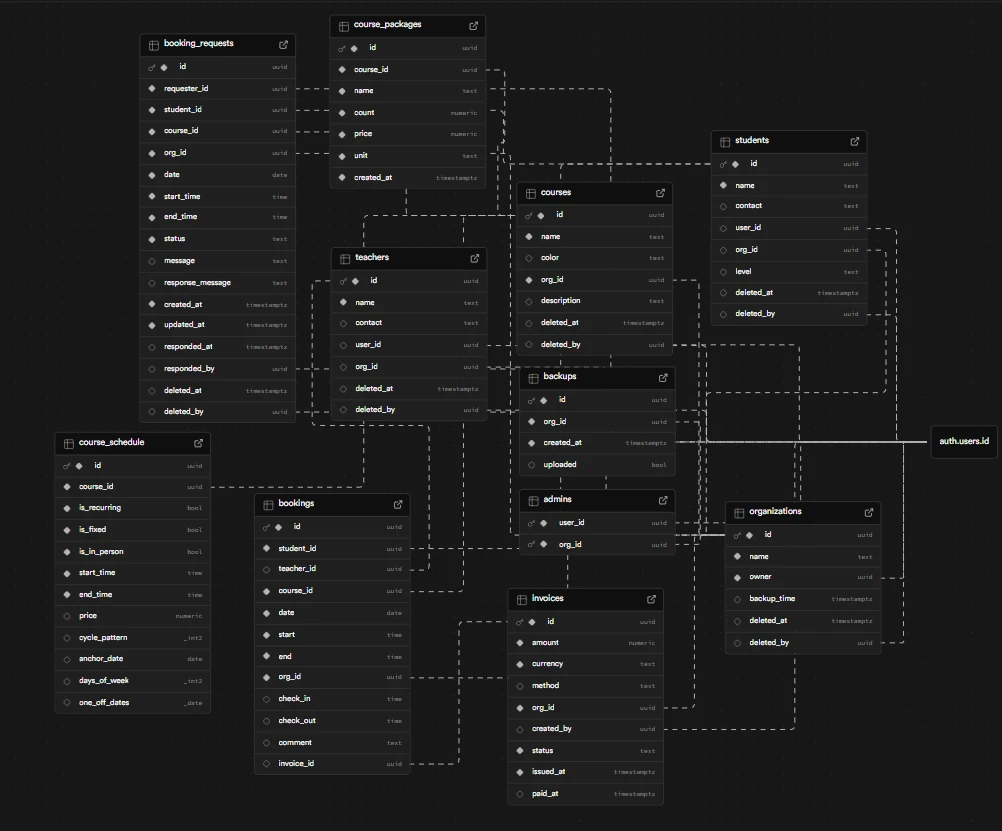 course_packages
id uuid
course_id uuid
name text
count numeric
price numeric
unit text
created_at timestamptz
booking_requests
id uuid
requester_id uuid
student_id uuid
course_id uuid
org_id uuid
date date
start_time time
end_time time
status text
message text
response_message text
created_at timestamptz
updated_at timestamptz
responded_at timestamptz
responded_by uuid
deleted_at timestamptz
deleted_by uuid
students
id uuid
name text
contact text
user_id uuid
org_id uuid
level text
deleted_at timestamptz
deleted_by uuid
courses
id uuid
name text
color text
org_id uuid
description text
deleted_at timestamptz
deleted_by uuid
teachers
id uuid
name text
contact text
user_id uuid
org_id uuid
deleted_at timestamptz
deleted_by uuid
backups
id uuid
org_id uuid
created_at timestamptz
uploaded bool
auth.users.id
course_schedule
id uuid
course_id uuid
is_recurring bool
is_fixed bool
is_in_person bool
start_time time
end_time time
price numeric
cycle_pattern _int2
anchor_date date
days_of_week _int2
one_off_dates _date
bookings
id uuid
student_id uuid
teacher_id uuid
course_id uuid
date date
start time
end time
org_id uuid
check_in time
check_out time
comment text
invoice_id uuid
admins
user_id uuid
org_id uuid
organizations
id uuid
name text
owner uuid
backup_time timestamptz
deleted_at timestamptz
deleted_by uuid
invoices
id uuid
amount numeric
currency text
method text
org_id uuid
created_by uuid
status text
issued_at timestamptz
paid_at timestamptz